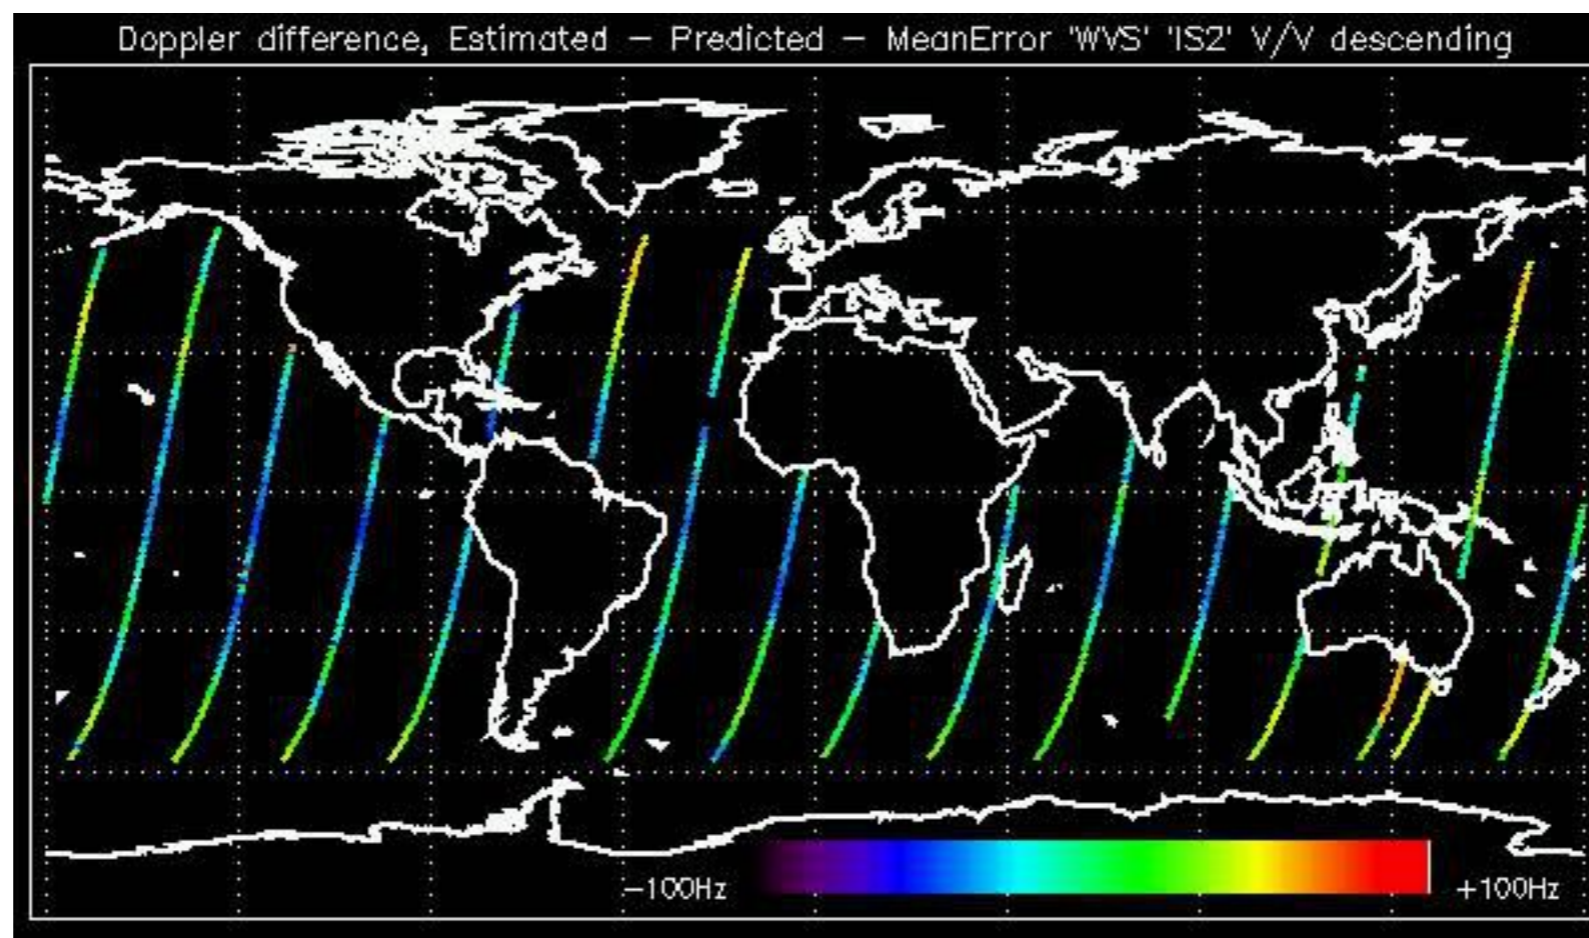 Doppler difference, Estimated – Predicted – MeanError 'WVS' 'IS2' V/V descending
–100Hz
+100Hz